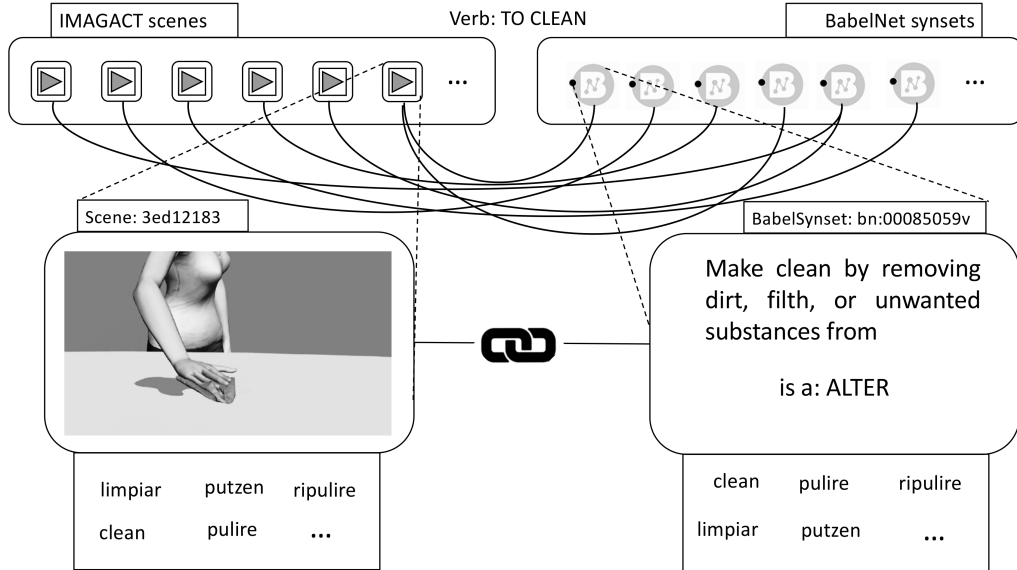 IMAGACT scenes
Verb: TO CLEAN
BabelNet synsets
...
...
Scene: 3ed12183
BabelSynset: bn:00085059v
Make clean by removing
dirt, filth, or unwanted
substances from
is a: ALTER
limpiar putzen ripulire
clean pulire ...
clean pulire ripulire
limpiar putzen ...